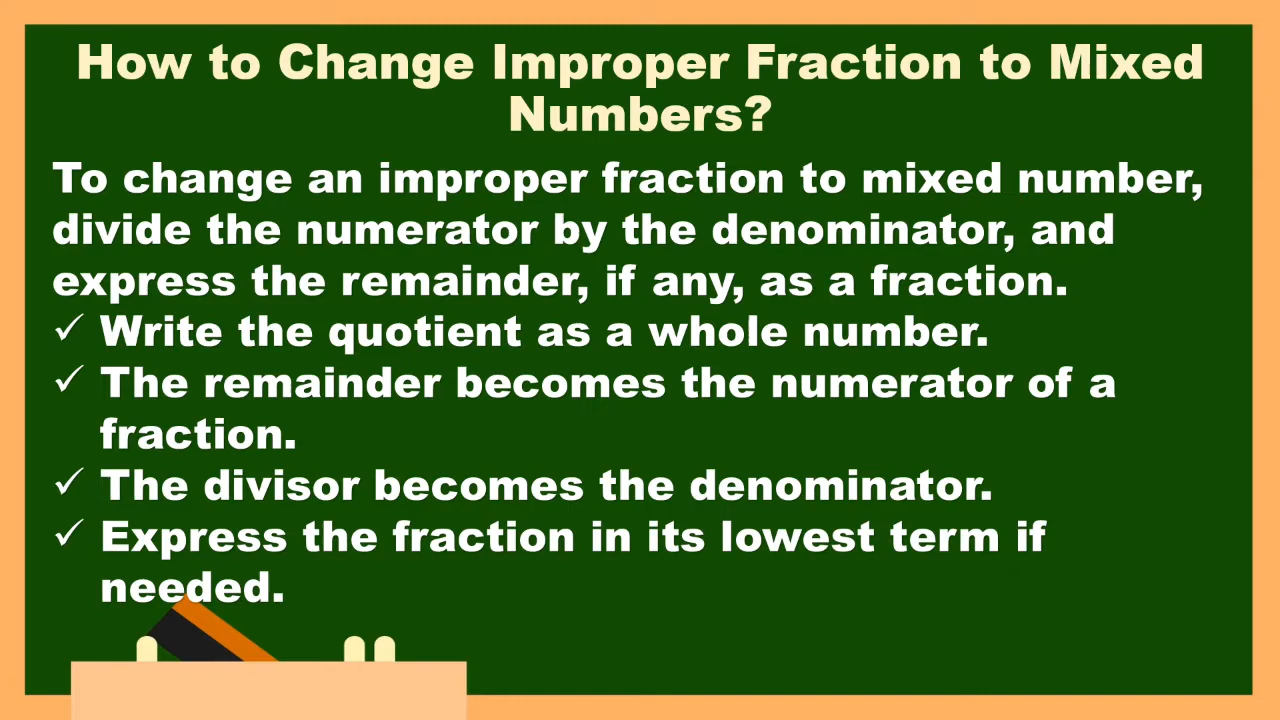 How to Change Improper Fraction to Mixed
Numbers?
To change an improper fraction to mixed number,
divide the numerator by the denominator, and
express the remainder, if any, as a fraction.
✓ Write the quotient as a whole number.
✓ The remainder becomes the numerator of a
fraction.
✓ The divisor becomes the denominator.
✓ Express the fraction in its lowest term if
needed.